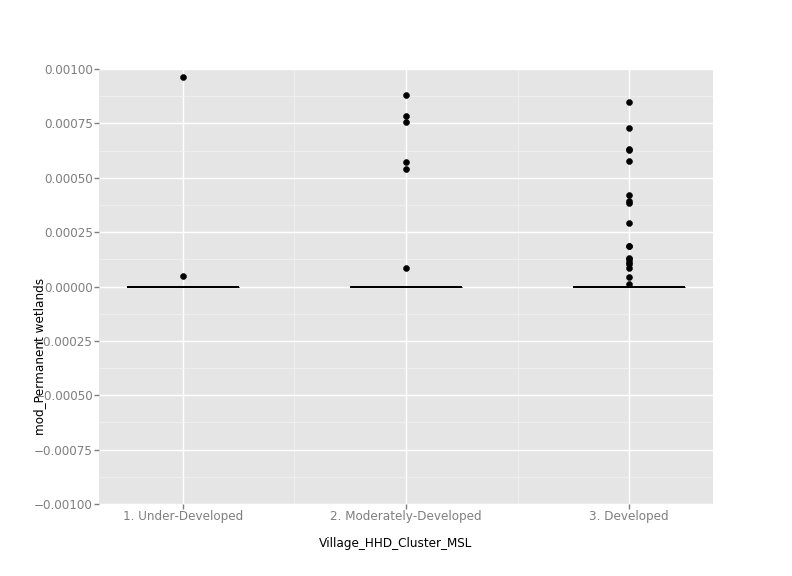 0.00100
0.00075
0.00050
0.00025
0.00000
−0.00025
−0.00050
−0.00075
−0.00100
mod_Permanent wetlands
1. Under-Developed
2. Moderately-Developed
3. Developed
Village_HHD_Cluster_MSL